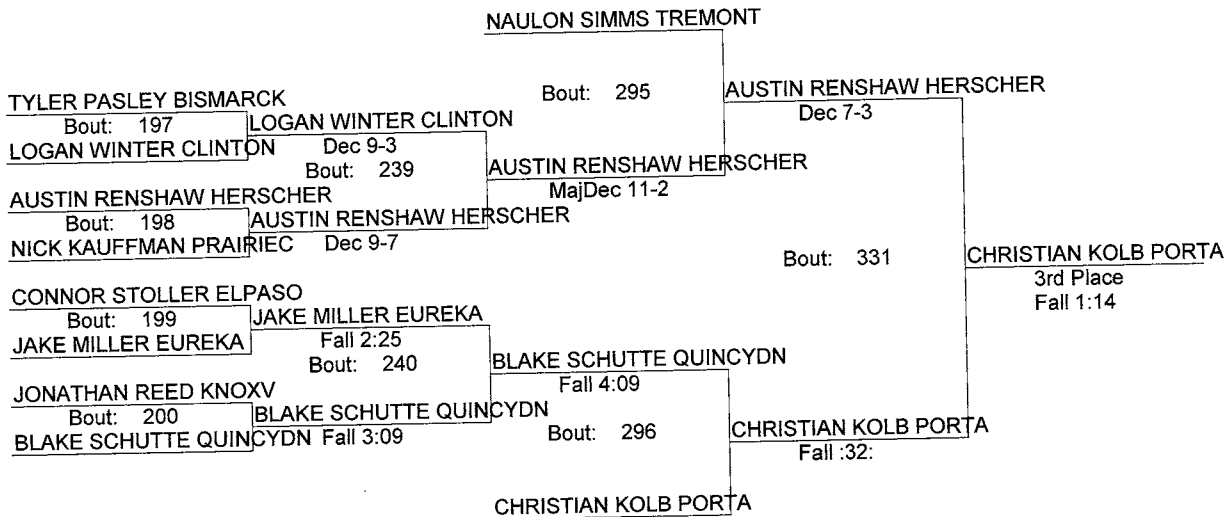 NAULON SIMMS TREMONT
TYLER PASLEY BISMARCK
Bout: 295
AUSTIN RENSHAW HERSCHER
Bout: 197
LOGAN WINTER CLINTON
Dec 7-3
LOGAN WINTER CLINTON
Dec 9-3
Bout: 239
AUSTIN RENSHAW HERSCHER
AUSTIN RENSHAW HERSCHER
MajDec 11-2
Bout: 198
AUSTIN RENSHAW HERSCHER
NICK KAUFFMAN PRAIRIEC
Dec 9-7
Bout: 331
CHRISTIAN KOLB PORTA
3rd Place
CONNOR STOLLER ELPASO
Fall 1:14
Bout: 199
JAKE MILLER EUREKA
JAKE MILLER EUREKA
Fall 2:25
Bout: 240
BLAKE SCHUTTE QUINCYDN
Fall 4:09
JONATHAN REED KNOXV
Bout: 200
BLAKE SCHUTTE QUINCYDN
BLAKE SCHUTTE QUINCYDN
Fall 3:09
Bout: 296
CHRISTIAN KOLB PORTA
Fall :32:
CHRISTIAN KOLB PORTA